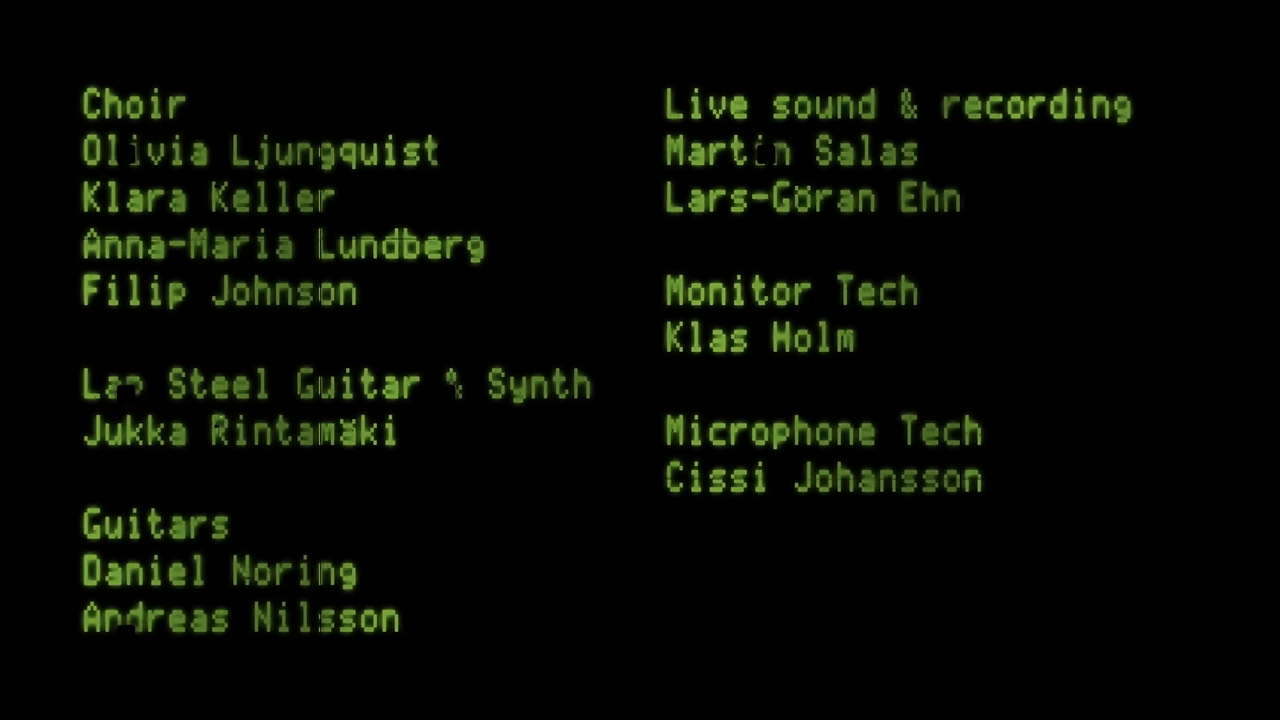 Choir
Olivia Ljungquist
Klara Keller
Anna-Maria Lundberg
Filip Johnson
Lap Steel Guitar & Synth
Jukka Rintamäki
Guitars
Daniel Noring
Andreas Nilsson
Live sound & recording
Martin Salas
Lars-Göran Ehn
Monitor Tech
Klas Holm
Microphone Tech
Cissi Johansson